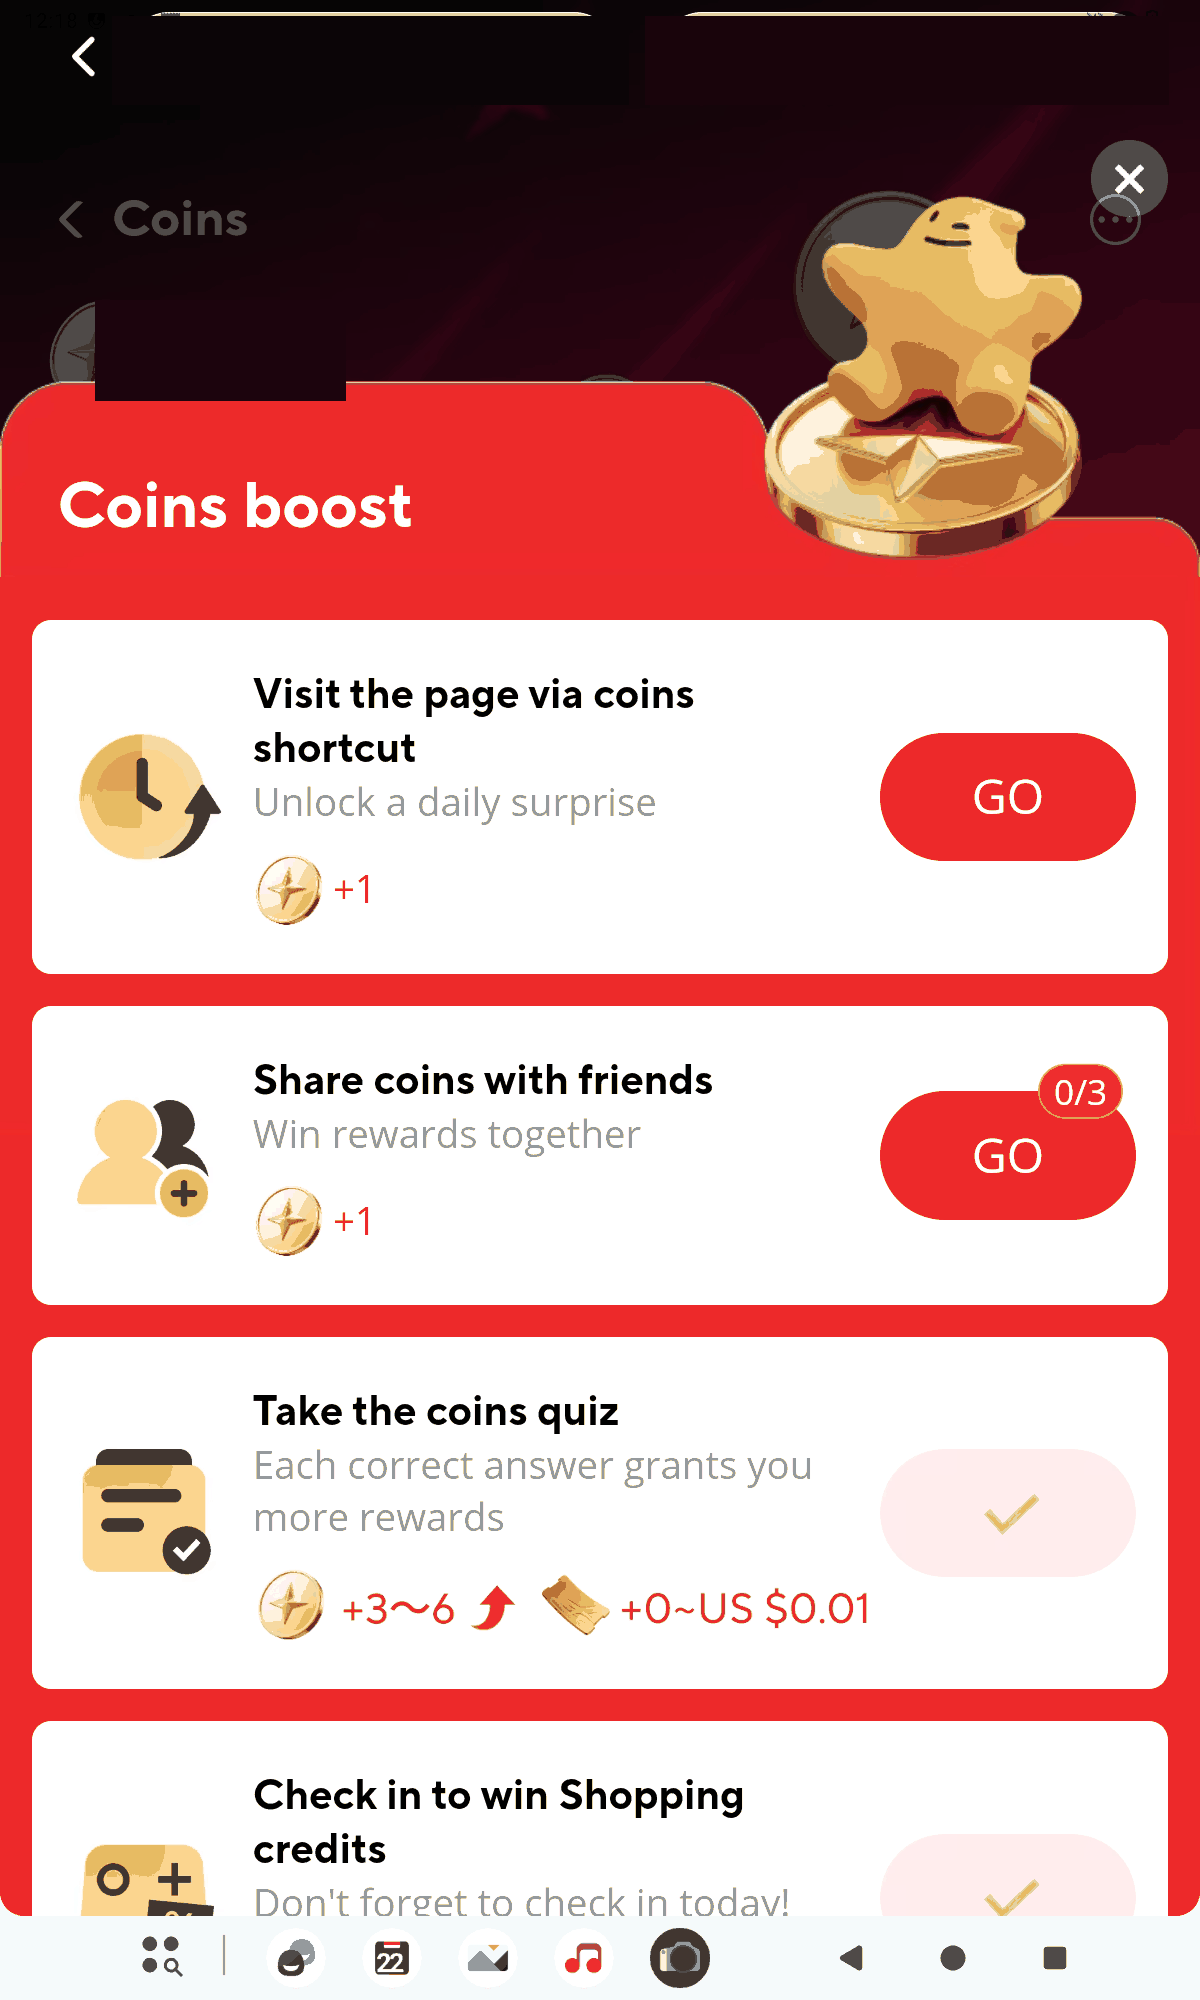 Coins
Coins boost
Visit the page via coins
shortcut
Unlock a daily surprise
GO
+1
Share coins with friends
0/3
Win rewards together
GO
+1
Take the coins quiz
Each correct answer grants you
more rewards
+3～6 +0~US $0.01
Check in to win Shopping
credits
Don't forget to check in today!
22